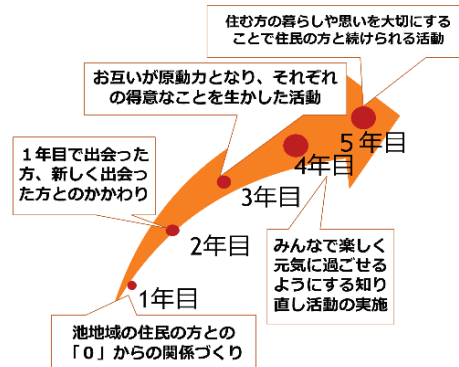 住む方の暮らしや思いを大切にする
ことで住民の方と続けられる活動
お互いが原動力となり、それぞれ
の得意なことを生かした活動
5年目
4年目
１年目で出会った
方、新しく出会っ
た方とのかかわり
3年目
2年目
みんなで楽しく
元気に過ごせる
ようにする知り
直し活動の実施
1年目
池地域の住民の方との
「０」からの関係づくり